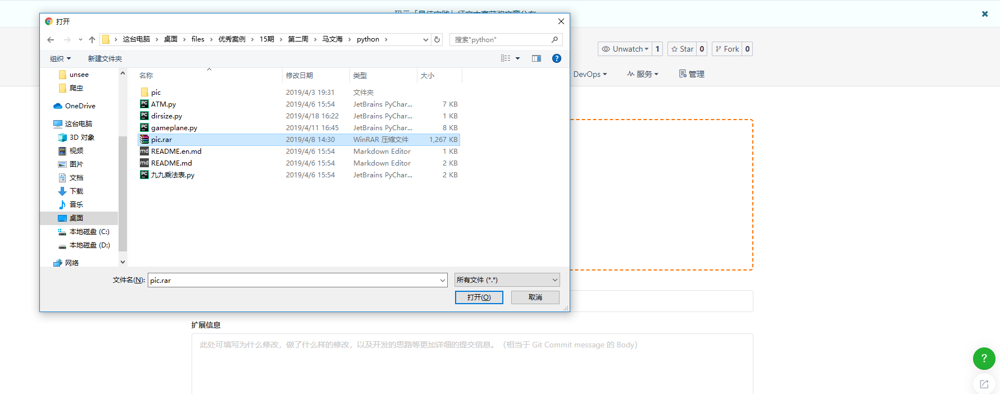 打开
这台电脑 桌面 files 优秀案例 15期 第二周 马文海 python
搜索"python"
组织 新建文件夹
Unwatch 1 Star 0 Fork 0
DevOps 服务 管理
unsee
爬虫
OneDrive
这台电脑
3D 对象
视频
图片
文档
下载
音乐
桌面
本地磁盘 (C:)
本地磁盘 (D:)
网络
名称 修改日期 类型 大小
pic 2019/4/3 19:31 文件夹
ATM.py 2019/4/6 15:54 JetBrains PyChar... 7 KB
dirsize.py 2019/4/18 16:22 JetBrains PyChar... 1 KB
gameplane.py 2019/4/11 16:45 JetBrains PyChar... 8 KB
pic.rar 2019/4/8 14:30 WinRAR 压缩文件 1,267 KB
README.en.md 2019/4/6 15:54 Markdown Editor 1 KB
README.md 2019/4/6 15:54 Markdown Editor 2 KB
九九乘法表.py 2019/4/6 15:54 JetBrains PyChar... 2 KB
文件名(N): pic.rar 所有文件 (*.*)
打开(O) 取消
扩展信息
此处可填写为什么修改，做了什么样的修改，以及开发的思路等更加详细的提交信息。（相当于 Git Commit message 的 Body）